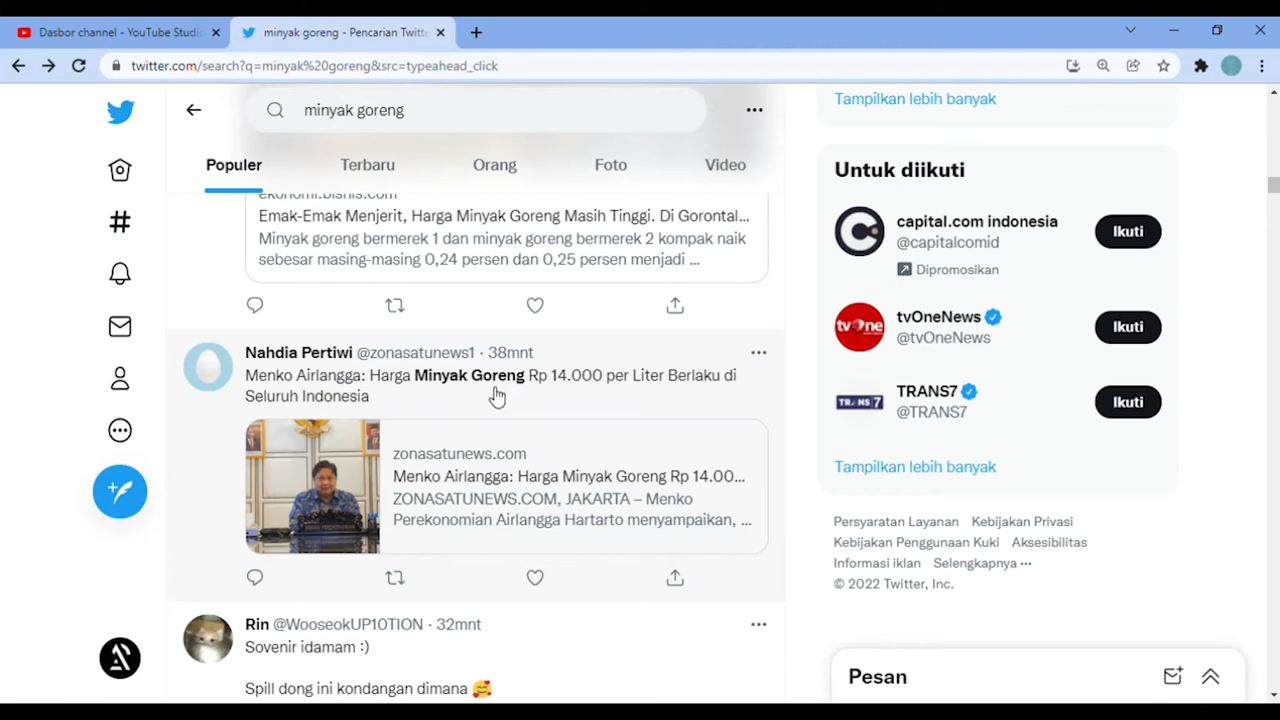 Dasbor channel - YouTube Studio
minyak goreng - Pencarian Twitte
twitter.com/search?q=minyak%20goreng&src=typeahead_click
minyak goreng
Populer
Terbaru
Orang
Foto
Video
ekonomi.bisnis.com
Emak-Emak Menjerit, Harga Minyak Goreng Masih Tinggi. Di Gorontal...
Minyak goreng bermerek 1 dan minyak goreng bermerek 2 kompak naik
sebesar masing-masing 0,24 persen dan 0,25 persen menjadi ...
Nahdia Pertiwi @zonasatunews1 · 38mnt
Menko Airlangga: Harga Minyak Goreng Rp 14.000 per Liter Berlaku di
Seluruh Indonesia
zonasatunews.com
Menko Airlangga: Harga Minyak Goreng Rp 14.00...
ZONASATUNEWS.COM, JAKARTA – Menko
Perekonomian Airlangga Hartarto menyampaikan, ...
Rin @WooseokUP10TION · 32mnt
Sovenir idamam :)
Spill dong ini kondangan dimana 🥰
Tampilkan lebih banyak
Untuk diikuti
capital.com indonesia
@capitalcomid
Dipromosikan
Ikuti
tvOne
tvOneNews
@tvOneNews
Ikuti
TRANS7
TRANS7
@TRANS7
Ikuti
Tampilkan lebih banyak
Persyaratan Layanan Kebijakan Privasi
Kebijakan Penggunaan Kuki Aksesibilitas
Informasi iklan Selengkapnya ···
© 2022 Twitter, Inc.
Pesan